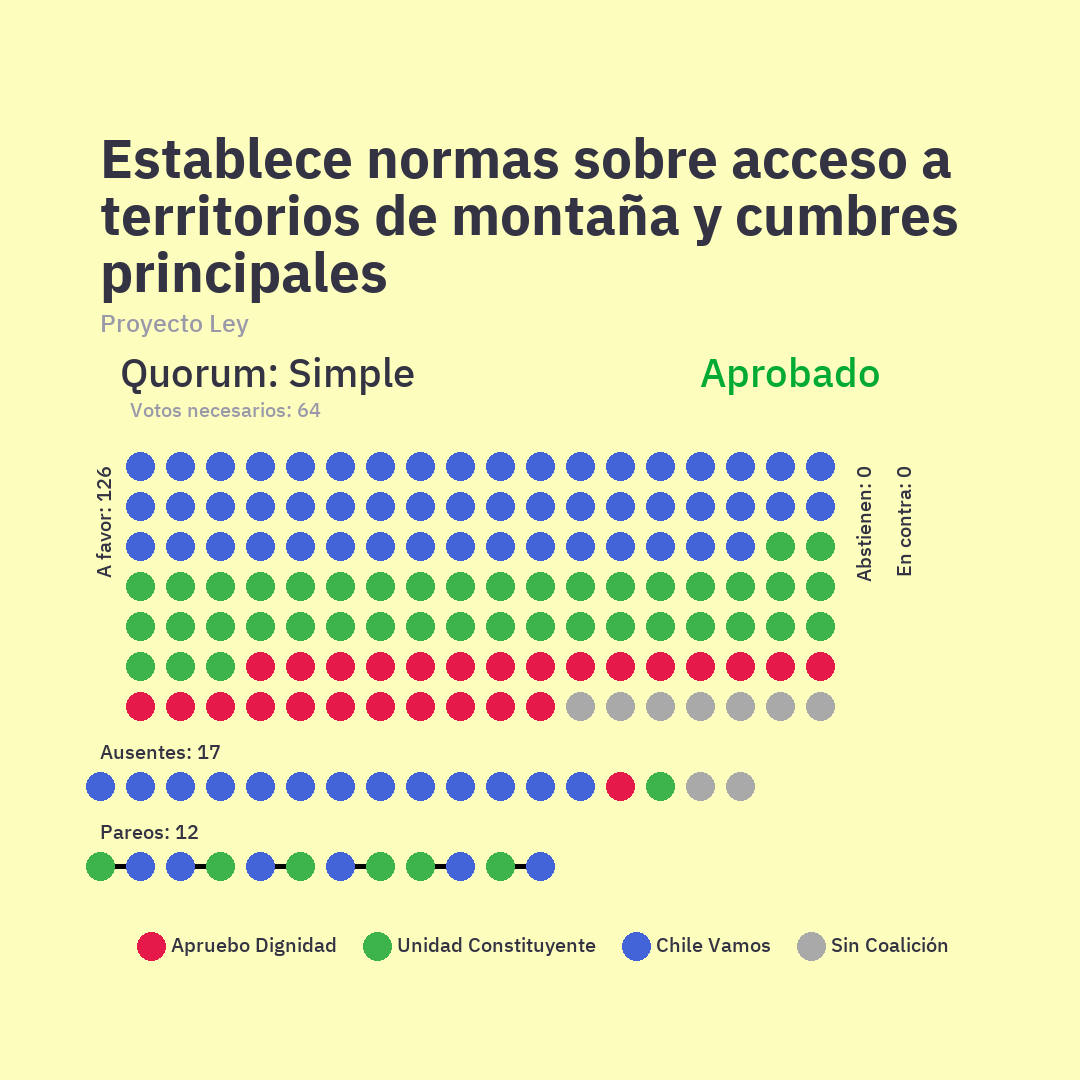 Establece normas sobre acceso a
territorios de montaña y cumbres
principales
Proyecto Ley
Quorum: Simple
Aprobado
Votos necesarios: 64
A favor: 126
Abstienen: 0
En contra: 0
Ausentes: 17
Pareos: 12
Apruebo Dignidad
Unidad Constituyente
Chile Vamos
Sin Coalición